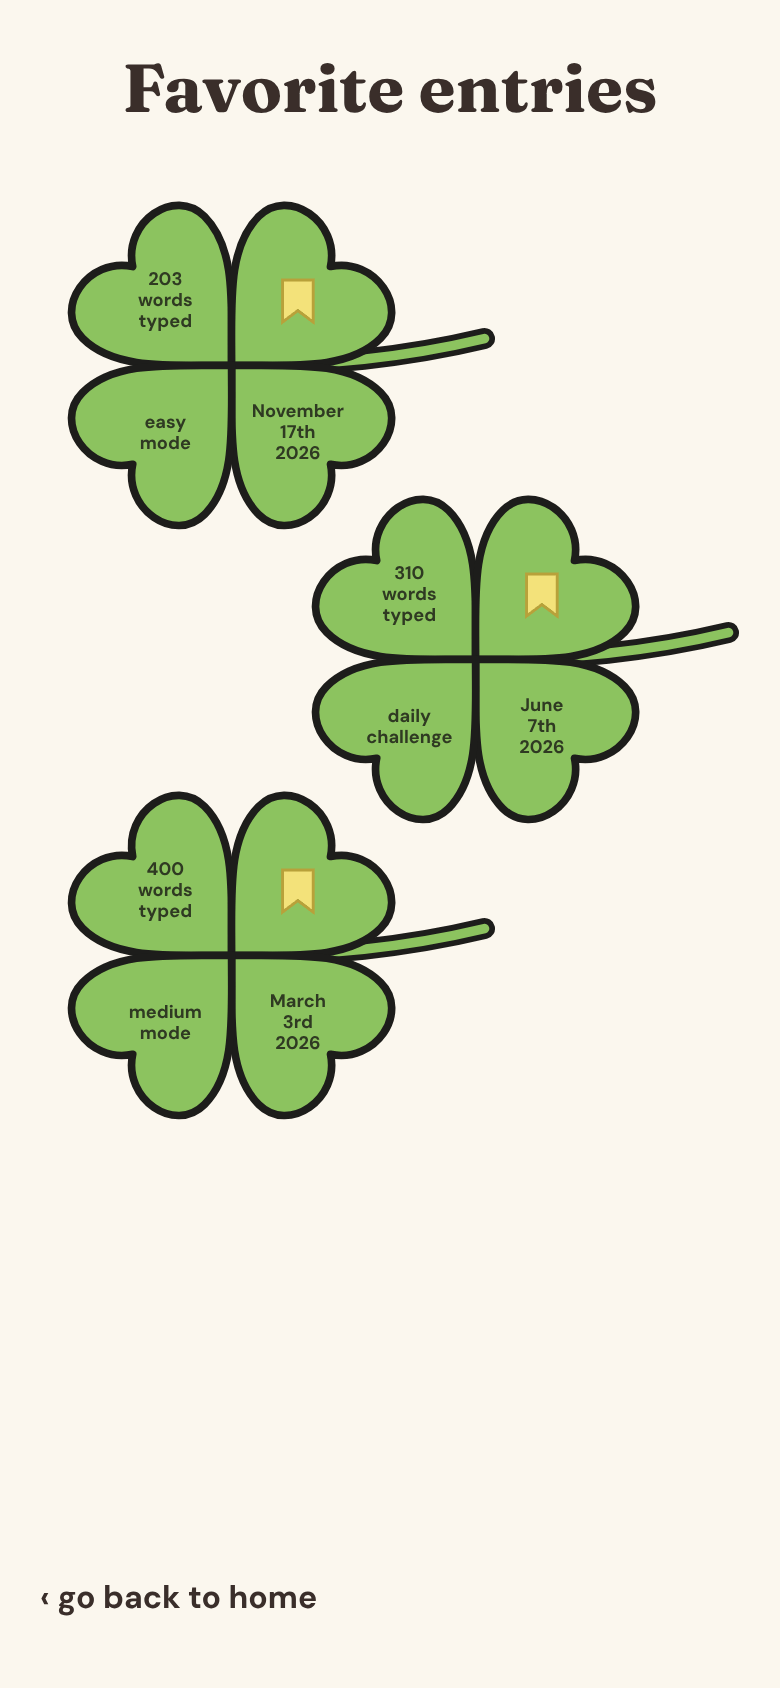 Favorite entries
203
words
typed
easy
mode
November
17th
2026
310
words
typed
daily
challenge
June
7th
2026
400
words
typed
medium
mode
March
3rd
2026
‹ go back to home